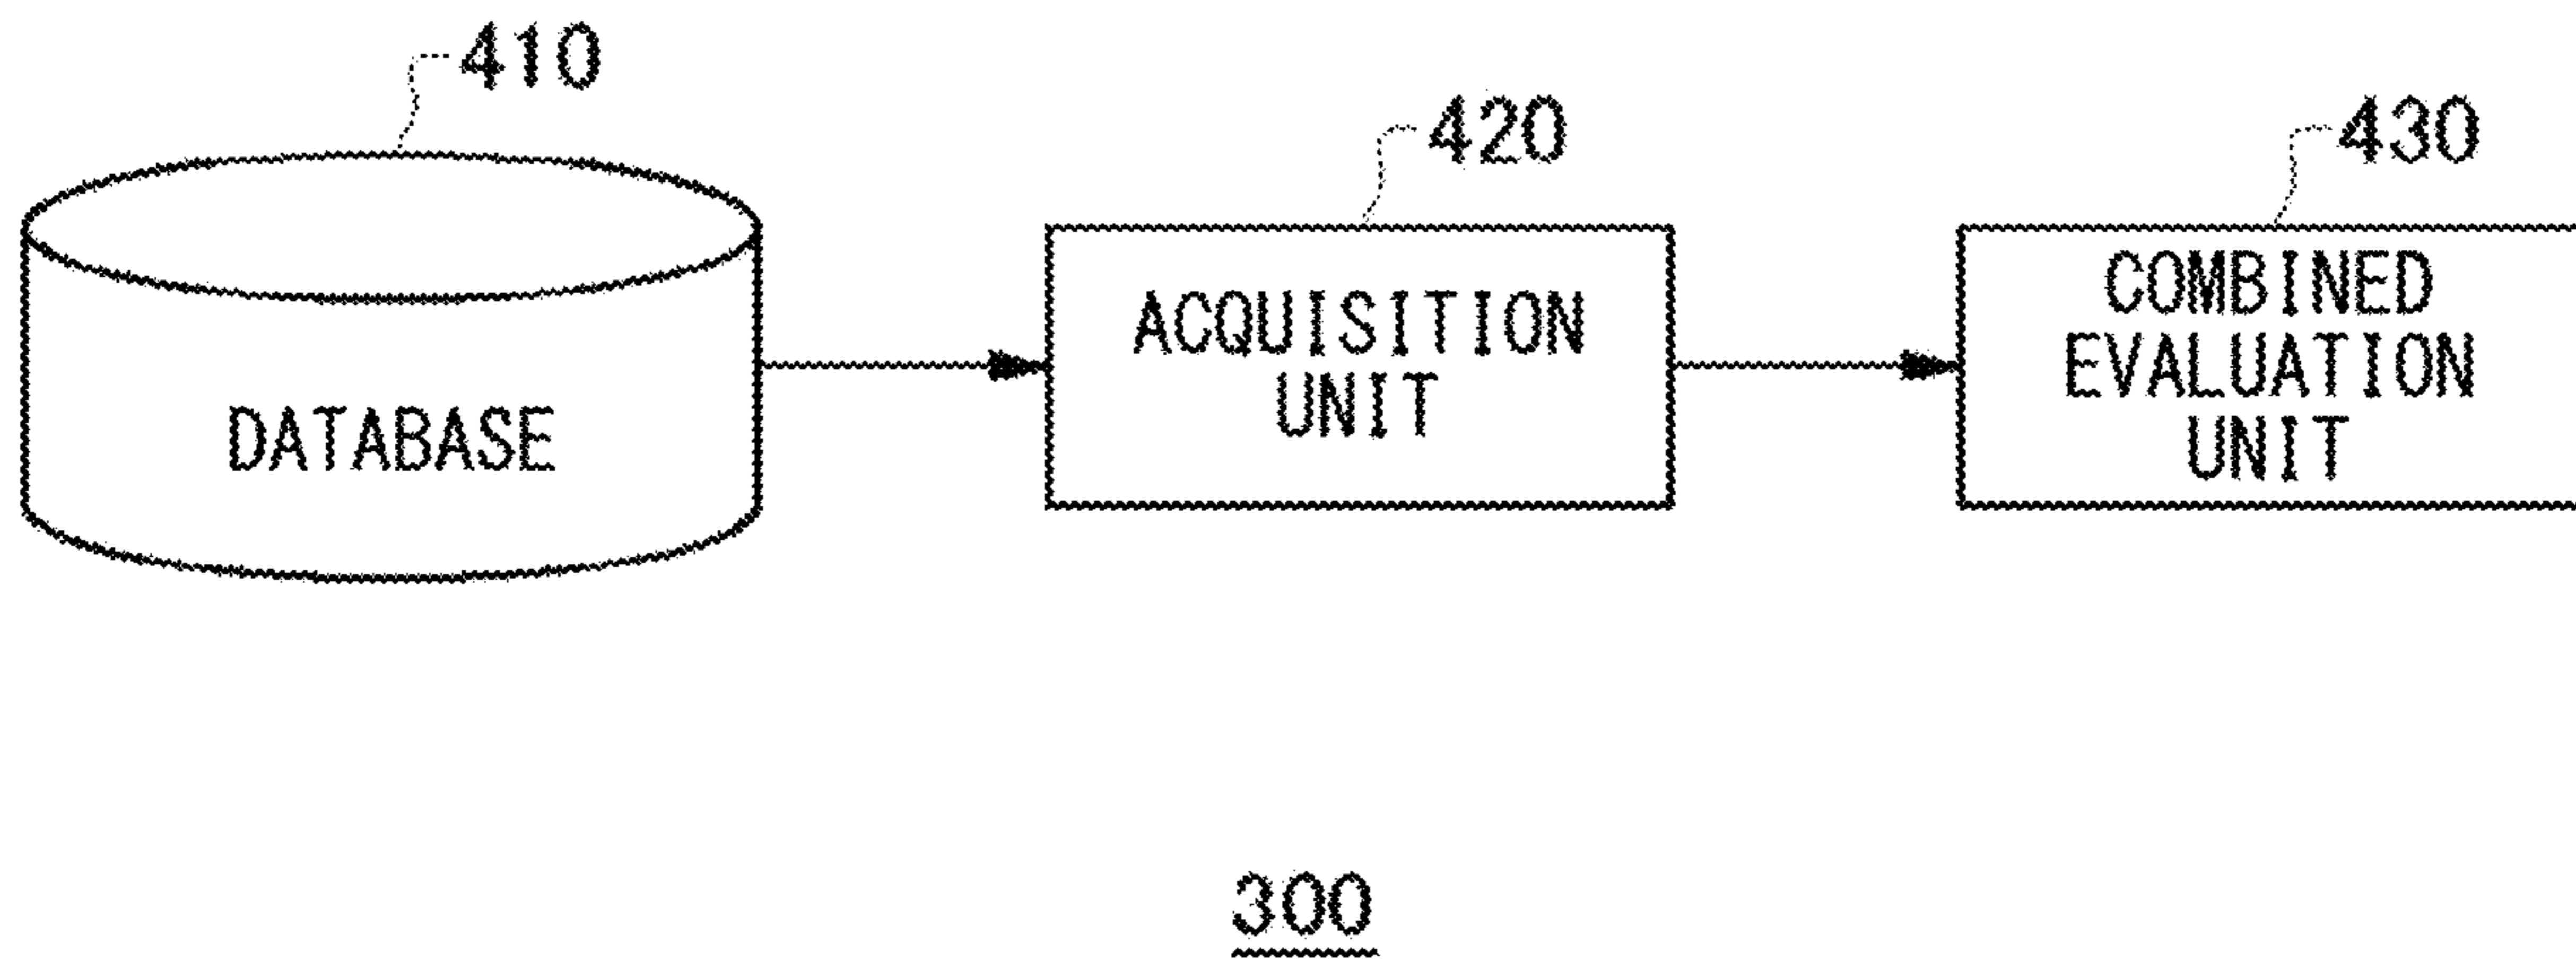 410
420
430
DATABASE
ACQUISITION
UNIT
COMBINED
EVALUATION
UNIT
300